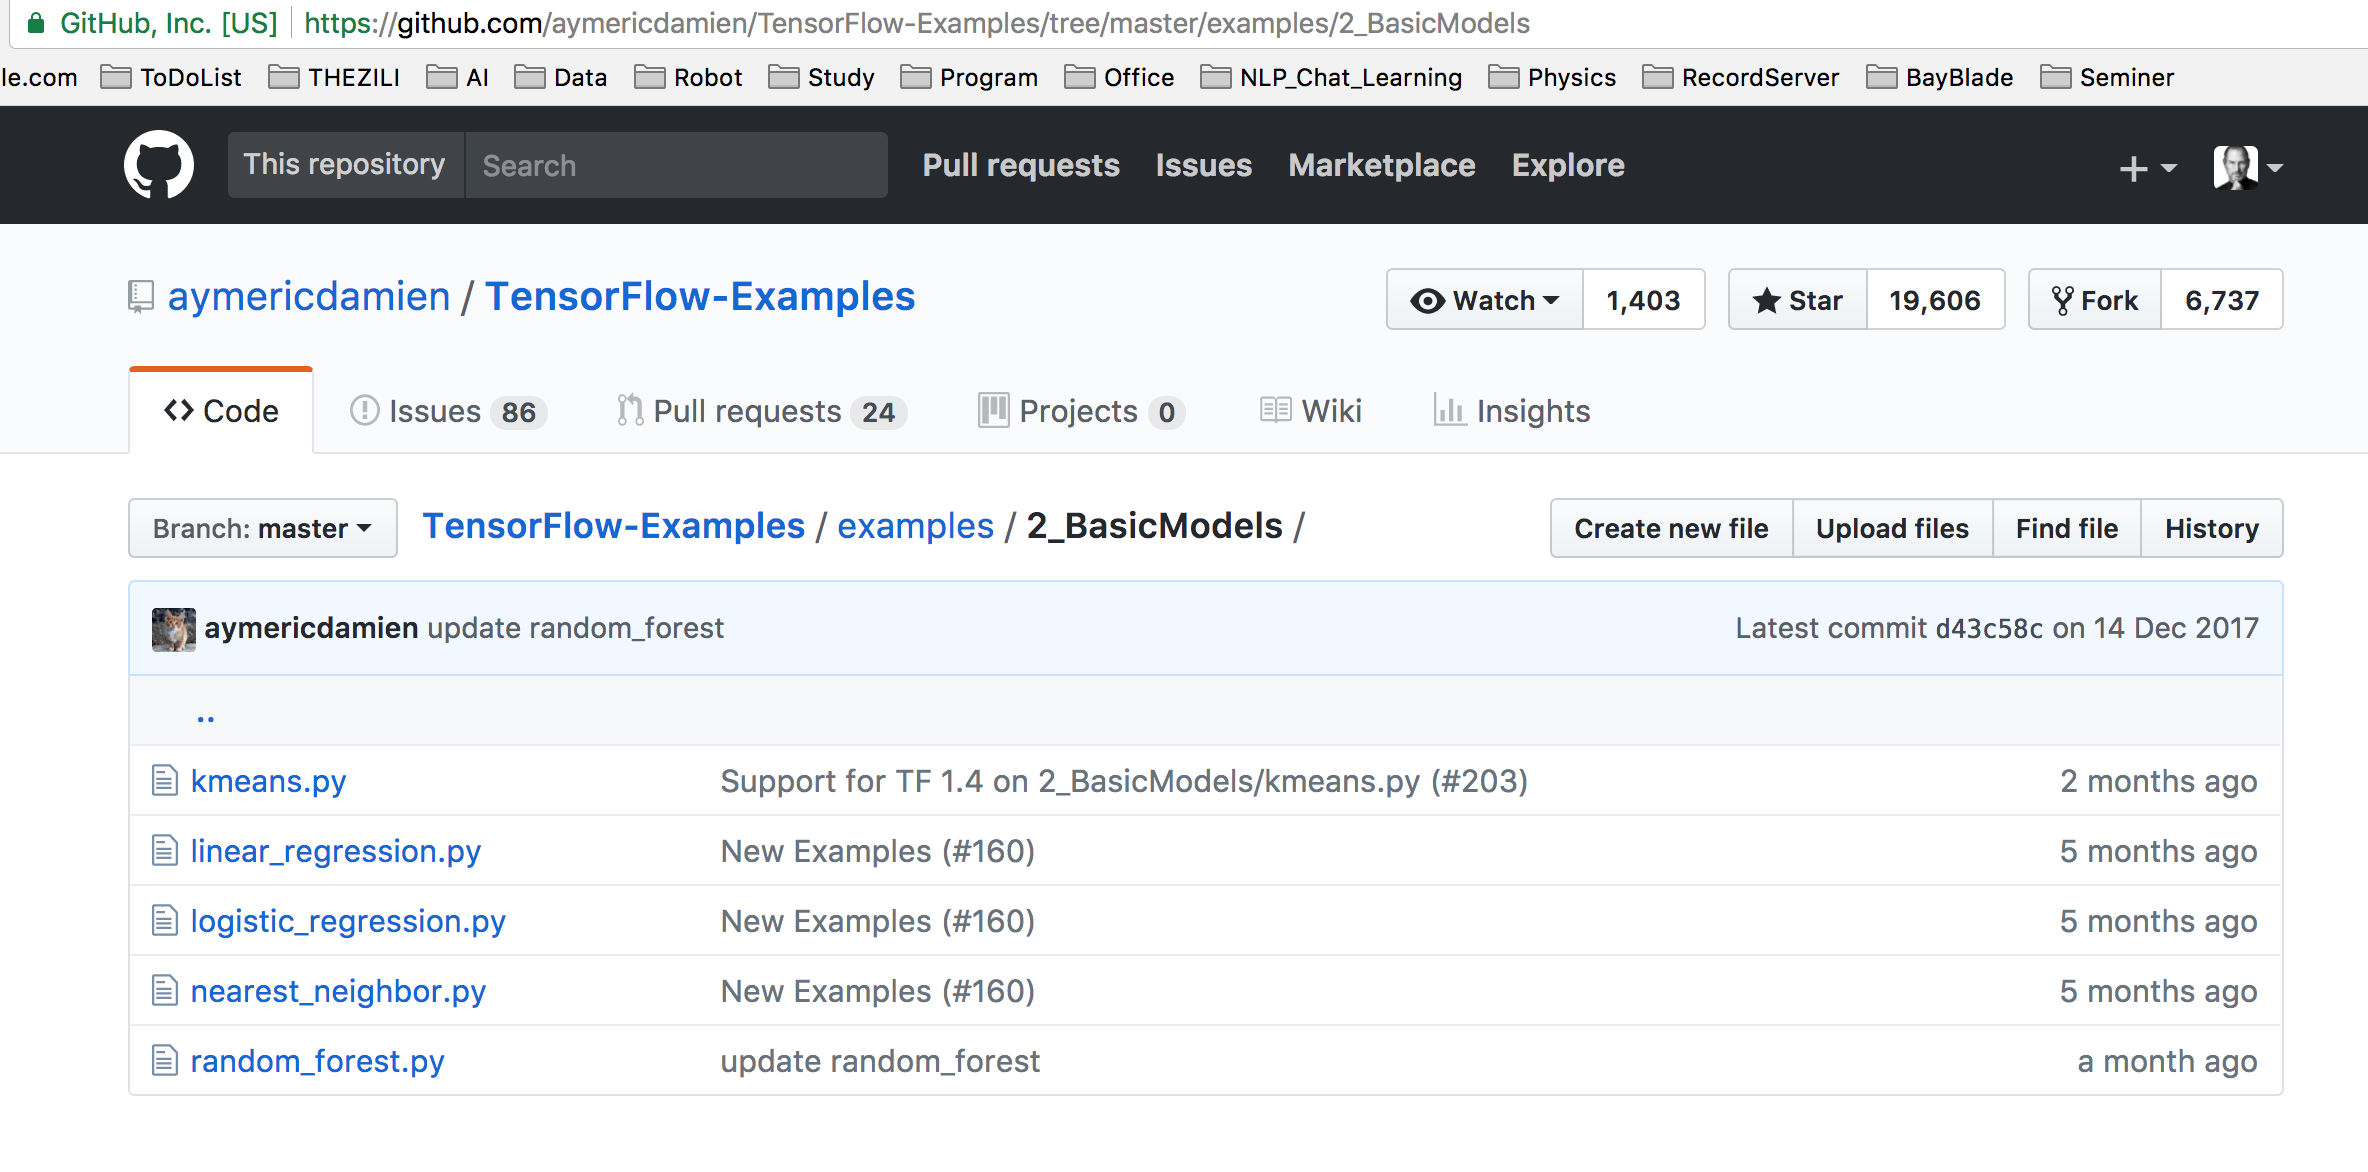 GitHub, Inc. [US] https://github.com/aymericdamien/TensorFlow-Examples/tree/master/examples/2_BasicModels
le.com ToDoList THEZILI AI Data Robot Study Program Office NLP_Chat_Learning Physics RecordServer BayBlade Seminer
This repository Search Pull requests Issues Marketplace Explore
aymericdamien / TensorFlow-Examples Watch 1,403 Star 19,606 Fork 6,737
Code Issues 86 Pull requests 24 Projects 0 Wiki Insights
Branch: master TensorFlow-Examples / examples / 2_BasicModels / Create new file Upload files Find file History
aymericdamien update random_forest Latest commit d43c58c on 14 Dec 2017
..
kmeans.py Support for TF 1.4 on 2_BasicModels/kmeans.py (#203) 2 months ago
linear_regression.py New Examples (#160) 5 months ago
logistic_regression.py New Examples (#160) 5 months ago
nearest_neighbor.py New Examples (#160) 5 months ago
random_forest.py update random_forest a month ago